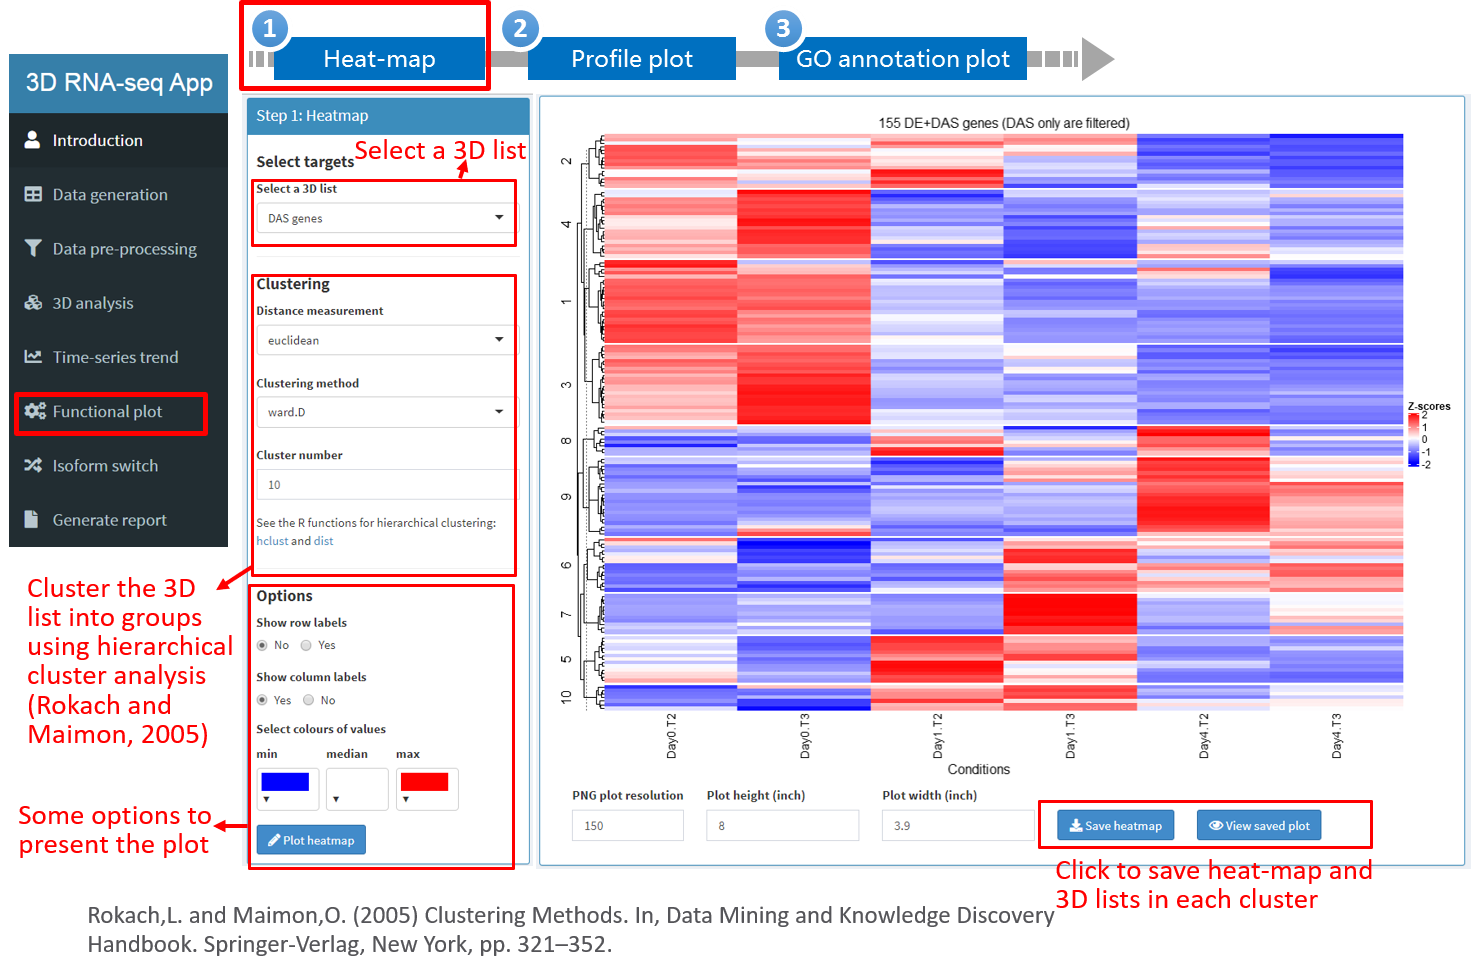 1
Heat-map
2
Profile plot
3
GO annotation plot
3D RNA-seq App
Introduction
Data generation
Data pre-processing
3D analysis
Time-series trend
Functional plot
Isoform switch
Generate report
Step 1: Heatmap
Select targets
Select a 3D list
Select a 3D list
DAS genes
Clustering
Distance measurement
euclidean
Clustering method
ward.D
Cluster number
10
See the R functions for hierarchical clustering:
hclust and dist
Options
Show row labels
No Yes
Show column labels
Yes No
Select colours of values
min median max
Plot heatmap
Cluster the 3D
list into groups
using hierarchical
cluster analysis
(Rokach and
Maimon, 2005)
Some options to
present the plot
155 DE+DAS genes (DAS only are filtered)
2
4
1
3
8
9
6
7
5
10
Z-scores
2
1
0
-1
-2
Day0.T2
Day0.T3
Day1.T2
Day1.T3
Day4.T2
Day4.T3
Conditions
PNG plot resolution Plot height (inch) Plot width (inch)
150 8 3.9
Save heatmap View saved plot
Click to save heat-map and
3D lists in each cluster
Rokach,L. and Maimon,O. (2005) Clustering Methods. In, Data Mining and Knowledge Discovery
Handbook. Springer-Verlag, New York, pp. 321–352.